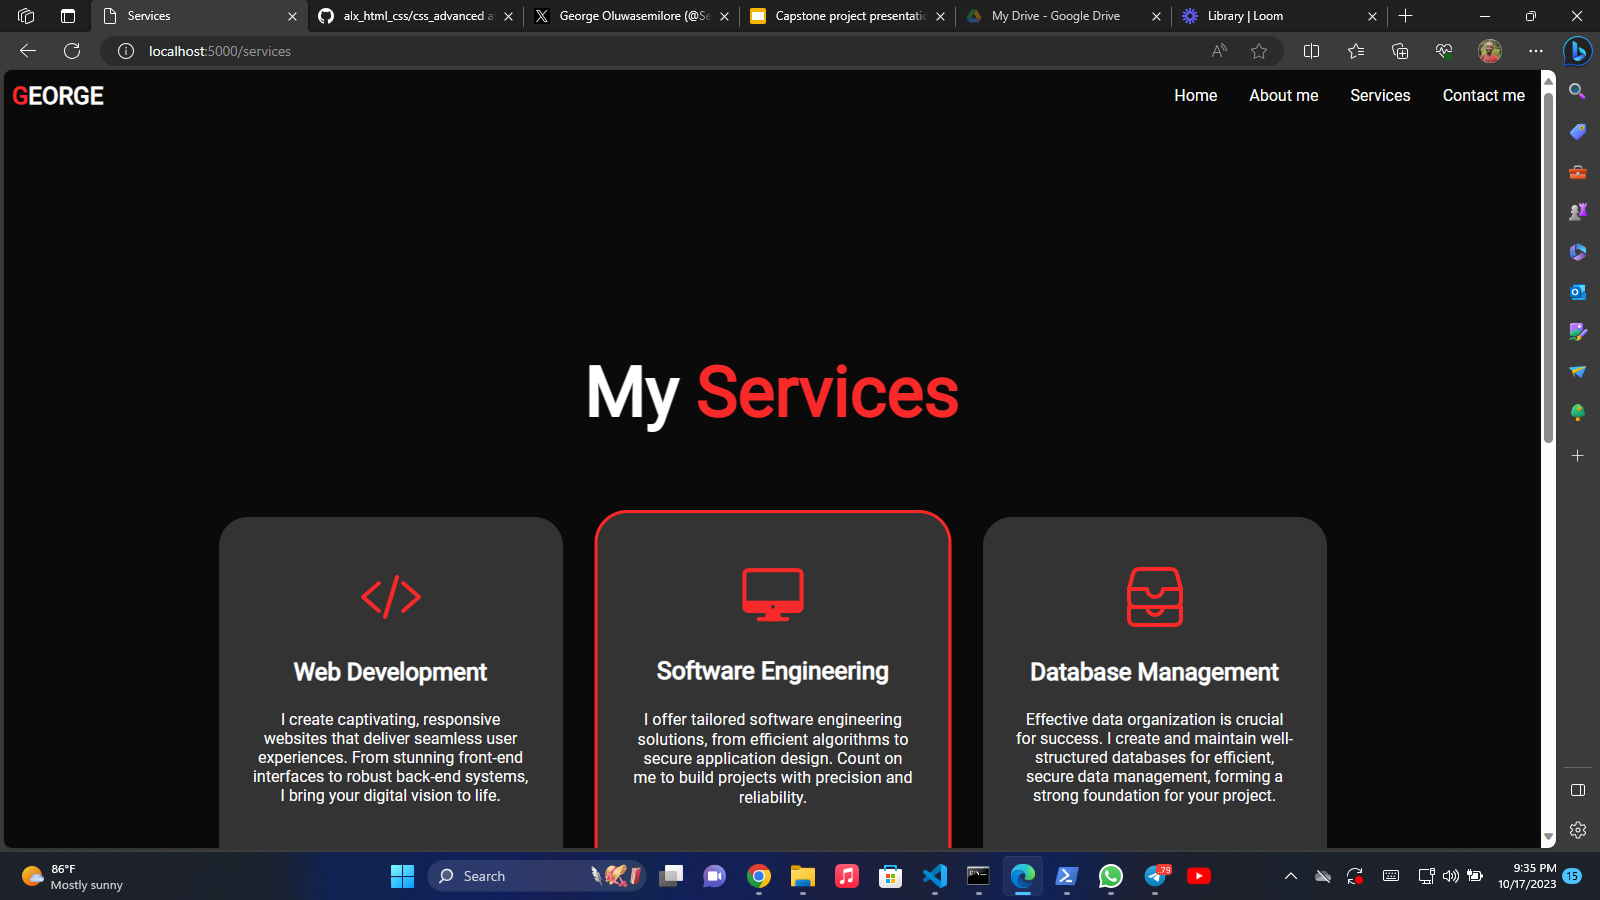 Services
alx_html_css/css_advanced a
George Oluwasemilore (@Se
Capstone project presentatio
My Drive - Google Drive
Library | Loom
localhost:5000/services
GEORGE
Home
About me
Services
Contact me
My Services
Web Development
I create captivating, responsive
websites that deliver seamless user
experiences. From stunning front-end
interfaces to robust back-end systems,
I bring your digital vision to life.
Software Engineering
I offer tailored software engineering
solutions, from efficient algorithms to
secure application design. Count on
me to build projects with precision and
reliability.
Database Management
Effective data organization is crucial
for success. I create and maintain well-
structured databases for efficient,
secure data management, forming a
strong foundation for your project.
86°F
Mostly sunny
Search
79
9:35 PM
10/17/2023
15